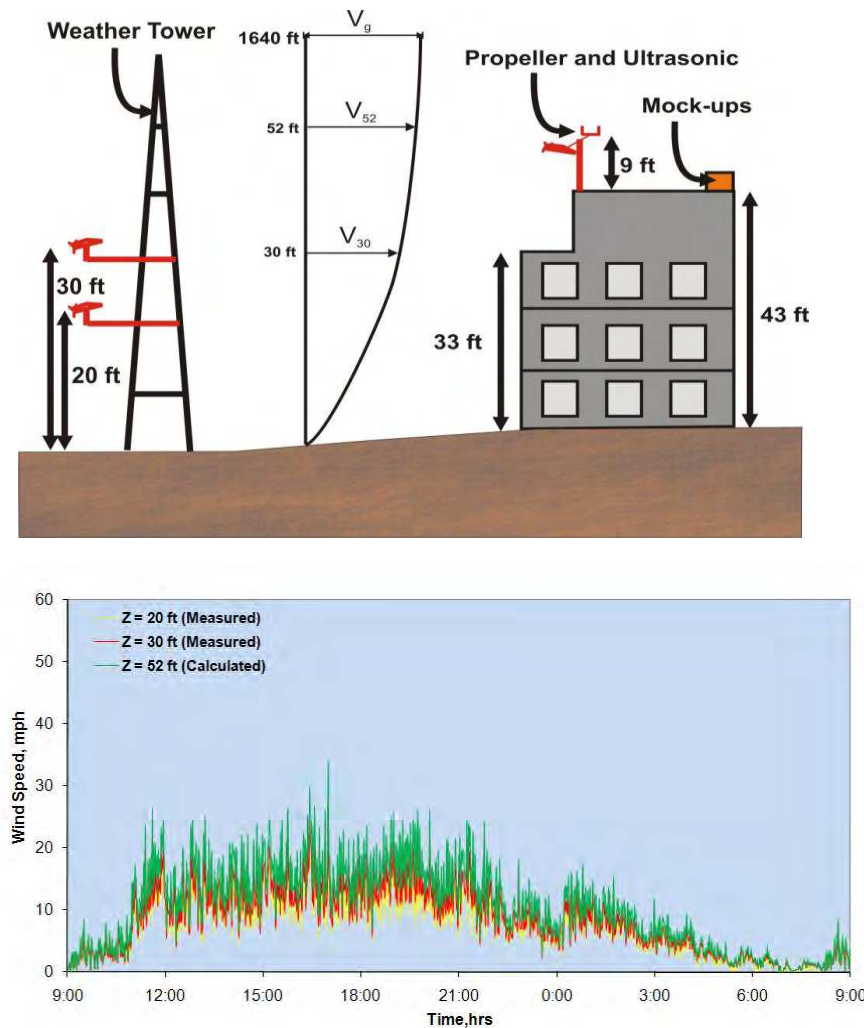 Weather Tower
1640 ft
Vg
Propeller and Ultrasonic
Mock-ups
52 ft
V52
9 ft
30 ft
V30
30 ft
20 ft
33 ft
43 ft
60
50
40
30
20
10
0
Wind Speed, mph
Z = 20 ft (Measured)
Z = 30 ft (Measured)
Z = 52 ft (Calculated)
9:00 12:00 15:00 18:00 21:00 0:00 3:00 6:00 9:00
Time,hrs